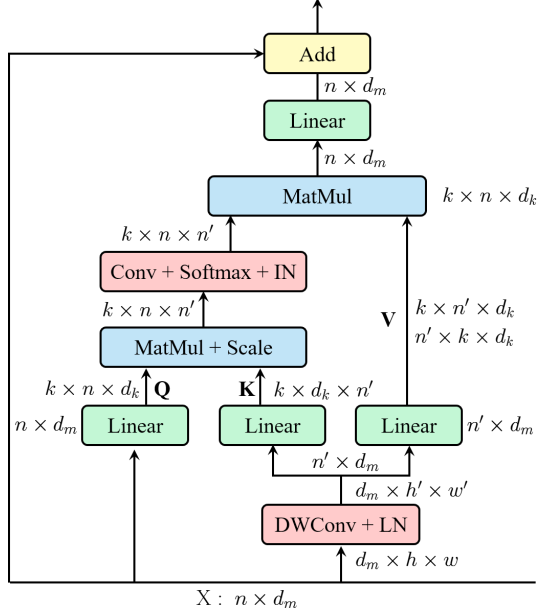 Add
n × d_m
Linear
n × d_m
MatMul
k × n × d_k
k × n × n′
Conv + Softmax + IN
k × n × n′
V
k × n′ × d_k
n′ × k × d_k
MatMul + Scale
k × n × d_k
Q
K
k × d_k × n′
n × d_m
Linear
Linear
Linear
n′ × d_m
n′ × d_m
d_m × h′ × w′
DWConv + LN
d_m × h × w
X : n × d_m